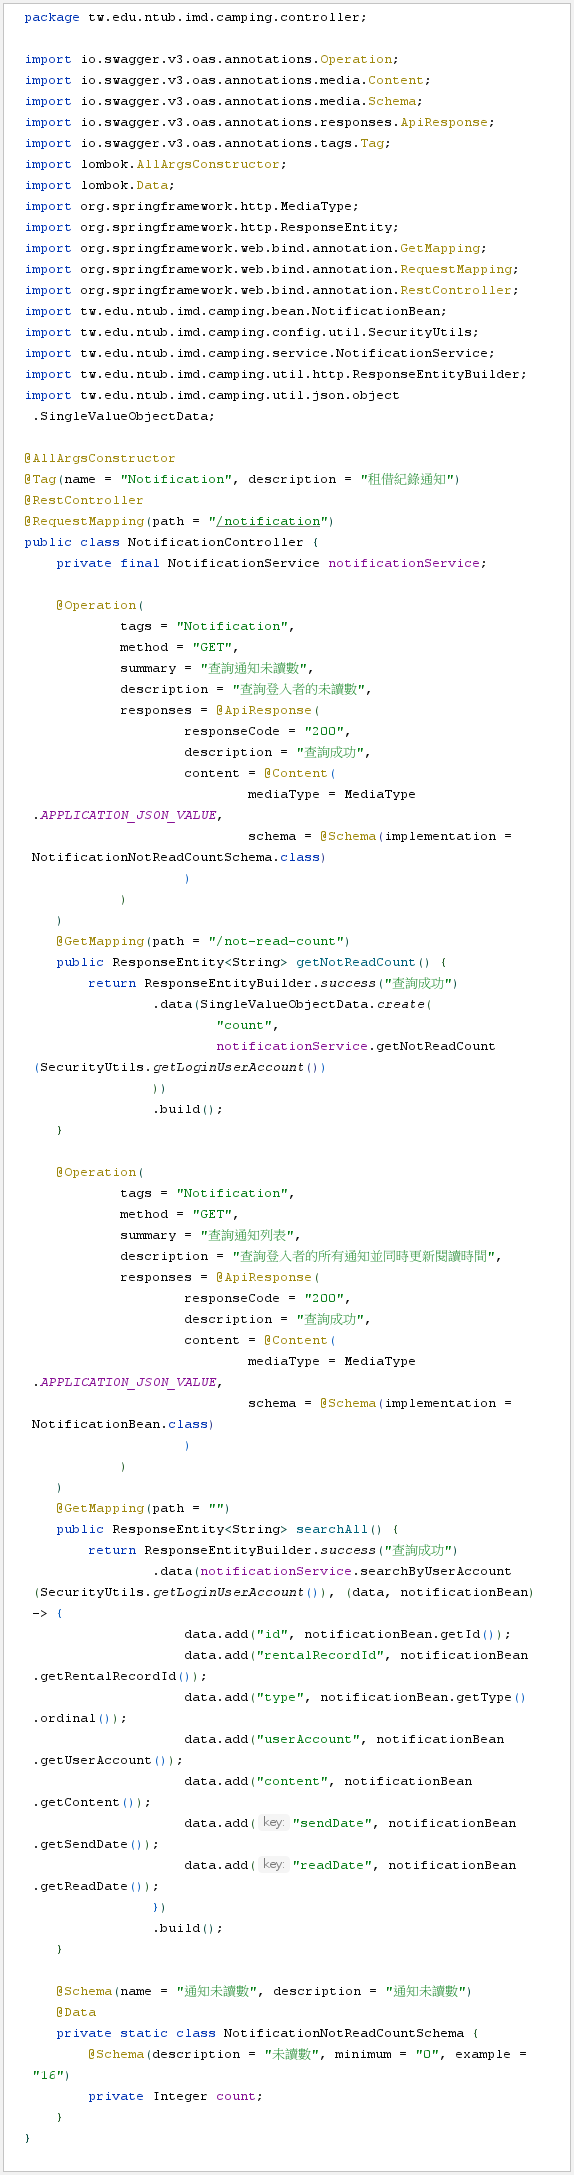 package tw.edu.ntub.imd.camping.controller;
import io.swagger.v3.oas.annotations.Operation;
import io.swagger.v3.oas.annotations.media.Content;
import io.swagger.v3.oas.annotations.media.Schema;
import io.swagger.v3.oas.annotations.responses.ApiResponse;
import io.swagger.v3.oas.annotations.tags.Tag;
import lombok.AllArgsConstructor;
import lombok.Data;
import org.springframework.http.MediaType;
import org.springframework.http.ResponseEntity;
import org.springframework.web.bind.annotation.GetMapping;
import org.springframework.web.bind.annotation.RequestMapping;
import org.springframework.web.bind.annotation.RestController;
import tw.edu.ntub.imd.camping.bean.NotificationBean;
import tw.edu.ntub.imd.camping.config.util.SecurityUtils;
import tw.edu.ntub.imd.camping.service.NotificationService;
import tw.edu.ntub.imd.camping.util.http.ResponseEntityBuilder;
import tw.edu.ntub.imd.camping.util.json.object
.SingleValueObjectData;
@AllArgsConstructor
@Tag(name = "Notification", description = "租借紀錄通知")
@RestController
@RequestMapping(path = "/notification")
public class NotificationController {
private final NotificationService notificationService;
@Operation(
tags = "Notification",
method = "GET",
summary = "查詢通知未讀數",
description = "查詢登入者的未讀數",
responses = @ApiResponse(
responseCode = "200",
description = "查詢成功",
content = @Content(
mediaType = MediaType
.APPLICATION_JSON_VALUE,
schema = @Schema(implementation =
NotificationNotReadCountSchema.class)
)
)
)
@GetMapping(path = "/not-read-count")
public ResponseEntity<String> getNotReadCount() {
return ResponseEntityBuilder.success("查詢成功")
.data(SingleValueObjectData.create(
"count",
notificationService.getNotReadCount
(SecurityUtils.getLoginUserAccount())
))
.build();
}
@Operation(
tags = "Notification",
method = "GET",
summary = "查詢通知列表",
description = "查詢登入者的所有通知並同時更新閱讀時間",
responses = @ApiResponse(
responseCode = "200",
description = "查詢成功",
content = @Content(
mediaType = MediaType
.APPLICATION_JSON_VALUE,
schema = @Schema(implementation =
NotificationBean.class)
)
)
)
@GetMapping(path = "")
public ResponseEntity<String> searchAll() {
return ResponseEntityBuilder.success("查詢成功")
.data(notificationService.searchByUserAccount
(SecurityUtils.getLoginUserAccount()), (data, notificationBean)
-> {
data.add("id", notificationBean.getId());
data.add("rentalRecordId", notificationBean
.getRentalRecordId());
data.add("type", notificationBean.getType()
.ordinal());
data.add("userAccount", notificationBean
.getUserAccount());
data.add("content", notificationBean
.getContent());
data.add( key: "sendDate", notificationBean
.getSendDate());
data.add( key: "readDate", notificationBean
.getReadDate());
})
.build();
}
@Schema(name = "通知未讀數", description = "通知未讀數")
@Data
private static class NotificationNotReadCountSchema {
@Schema(description = "未讀數", minimum = "0", example =
"16")
private Integer count;
}
}